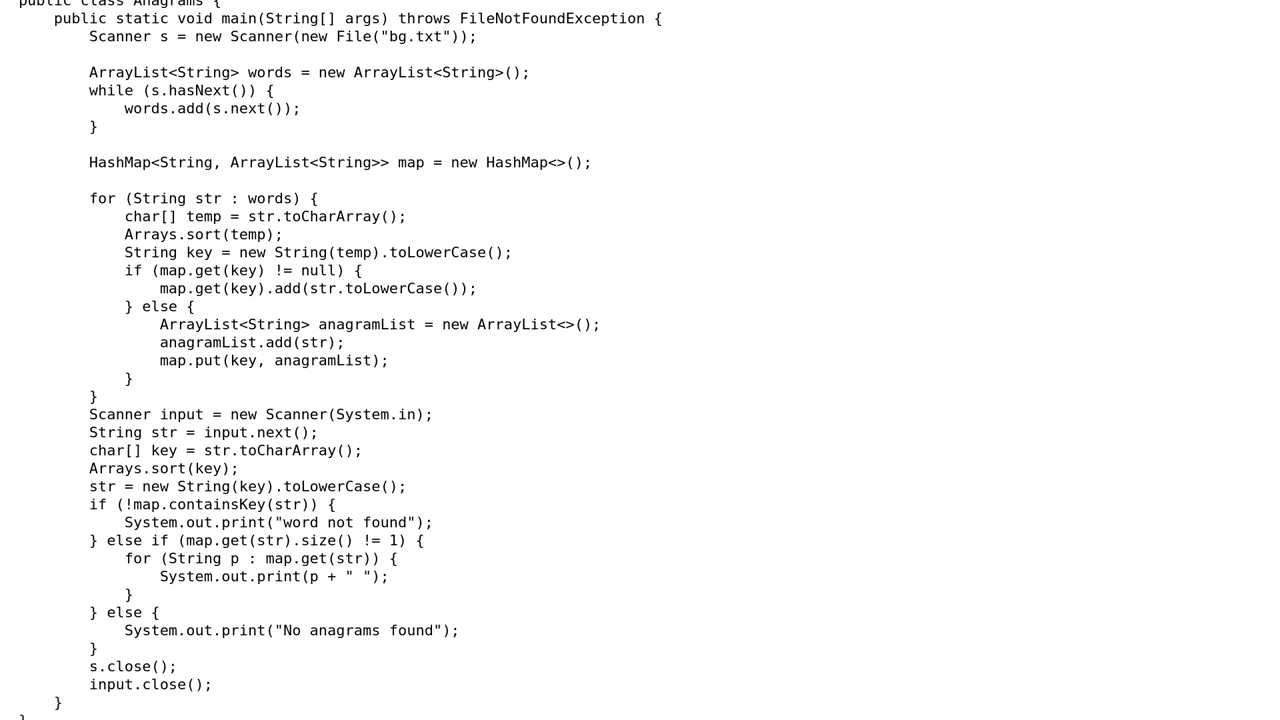 public class Anagrams {
    public static void main(String[] args) throws FileNotFoundException {
        Scanner s = new Scanner(new File("bg.txt"));

        ArrayList<String> words = new ArrayList<String>();
        while (s.hasNext()) {
            words.add(s.next());
        }

        HashMap<String, ArrayList<String>> map = new HashMap<>();

        for (String str : words) {
            char[] temp = str.toCharArray();
            Arrays.sort(temp);
            String key = new String(temp).toLowerCase();
            if (map.get(key) != null) {
                map.get(key).add(str.toLowerCase());
            } else {
                ArrayList<String> anagramList = new ArrayList<>();
                anagramList.add(str);
                map.put(key, anagramList);
            }
        }
        Scanner input = new Scanner(System.in);
        String str = input.next();
        char[] key = str.toCharArray();
        Arrays.sort(key);
        str = new String(key).toLowerCase();
        if (!map.containsKey(str)) {
            System.out.print("word not found");
        } else if (map.get(str).size() != 1) {
            for (String p : map.get(str)) {
                System.out.print(p + " ");
            }
        } else {
            System.out.print("No anagrams found");
        }
        s.close();
        input.close();
    }
}